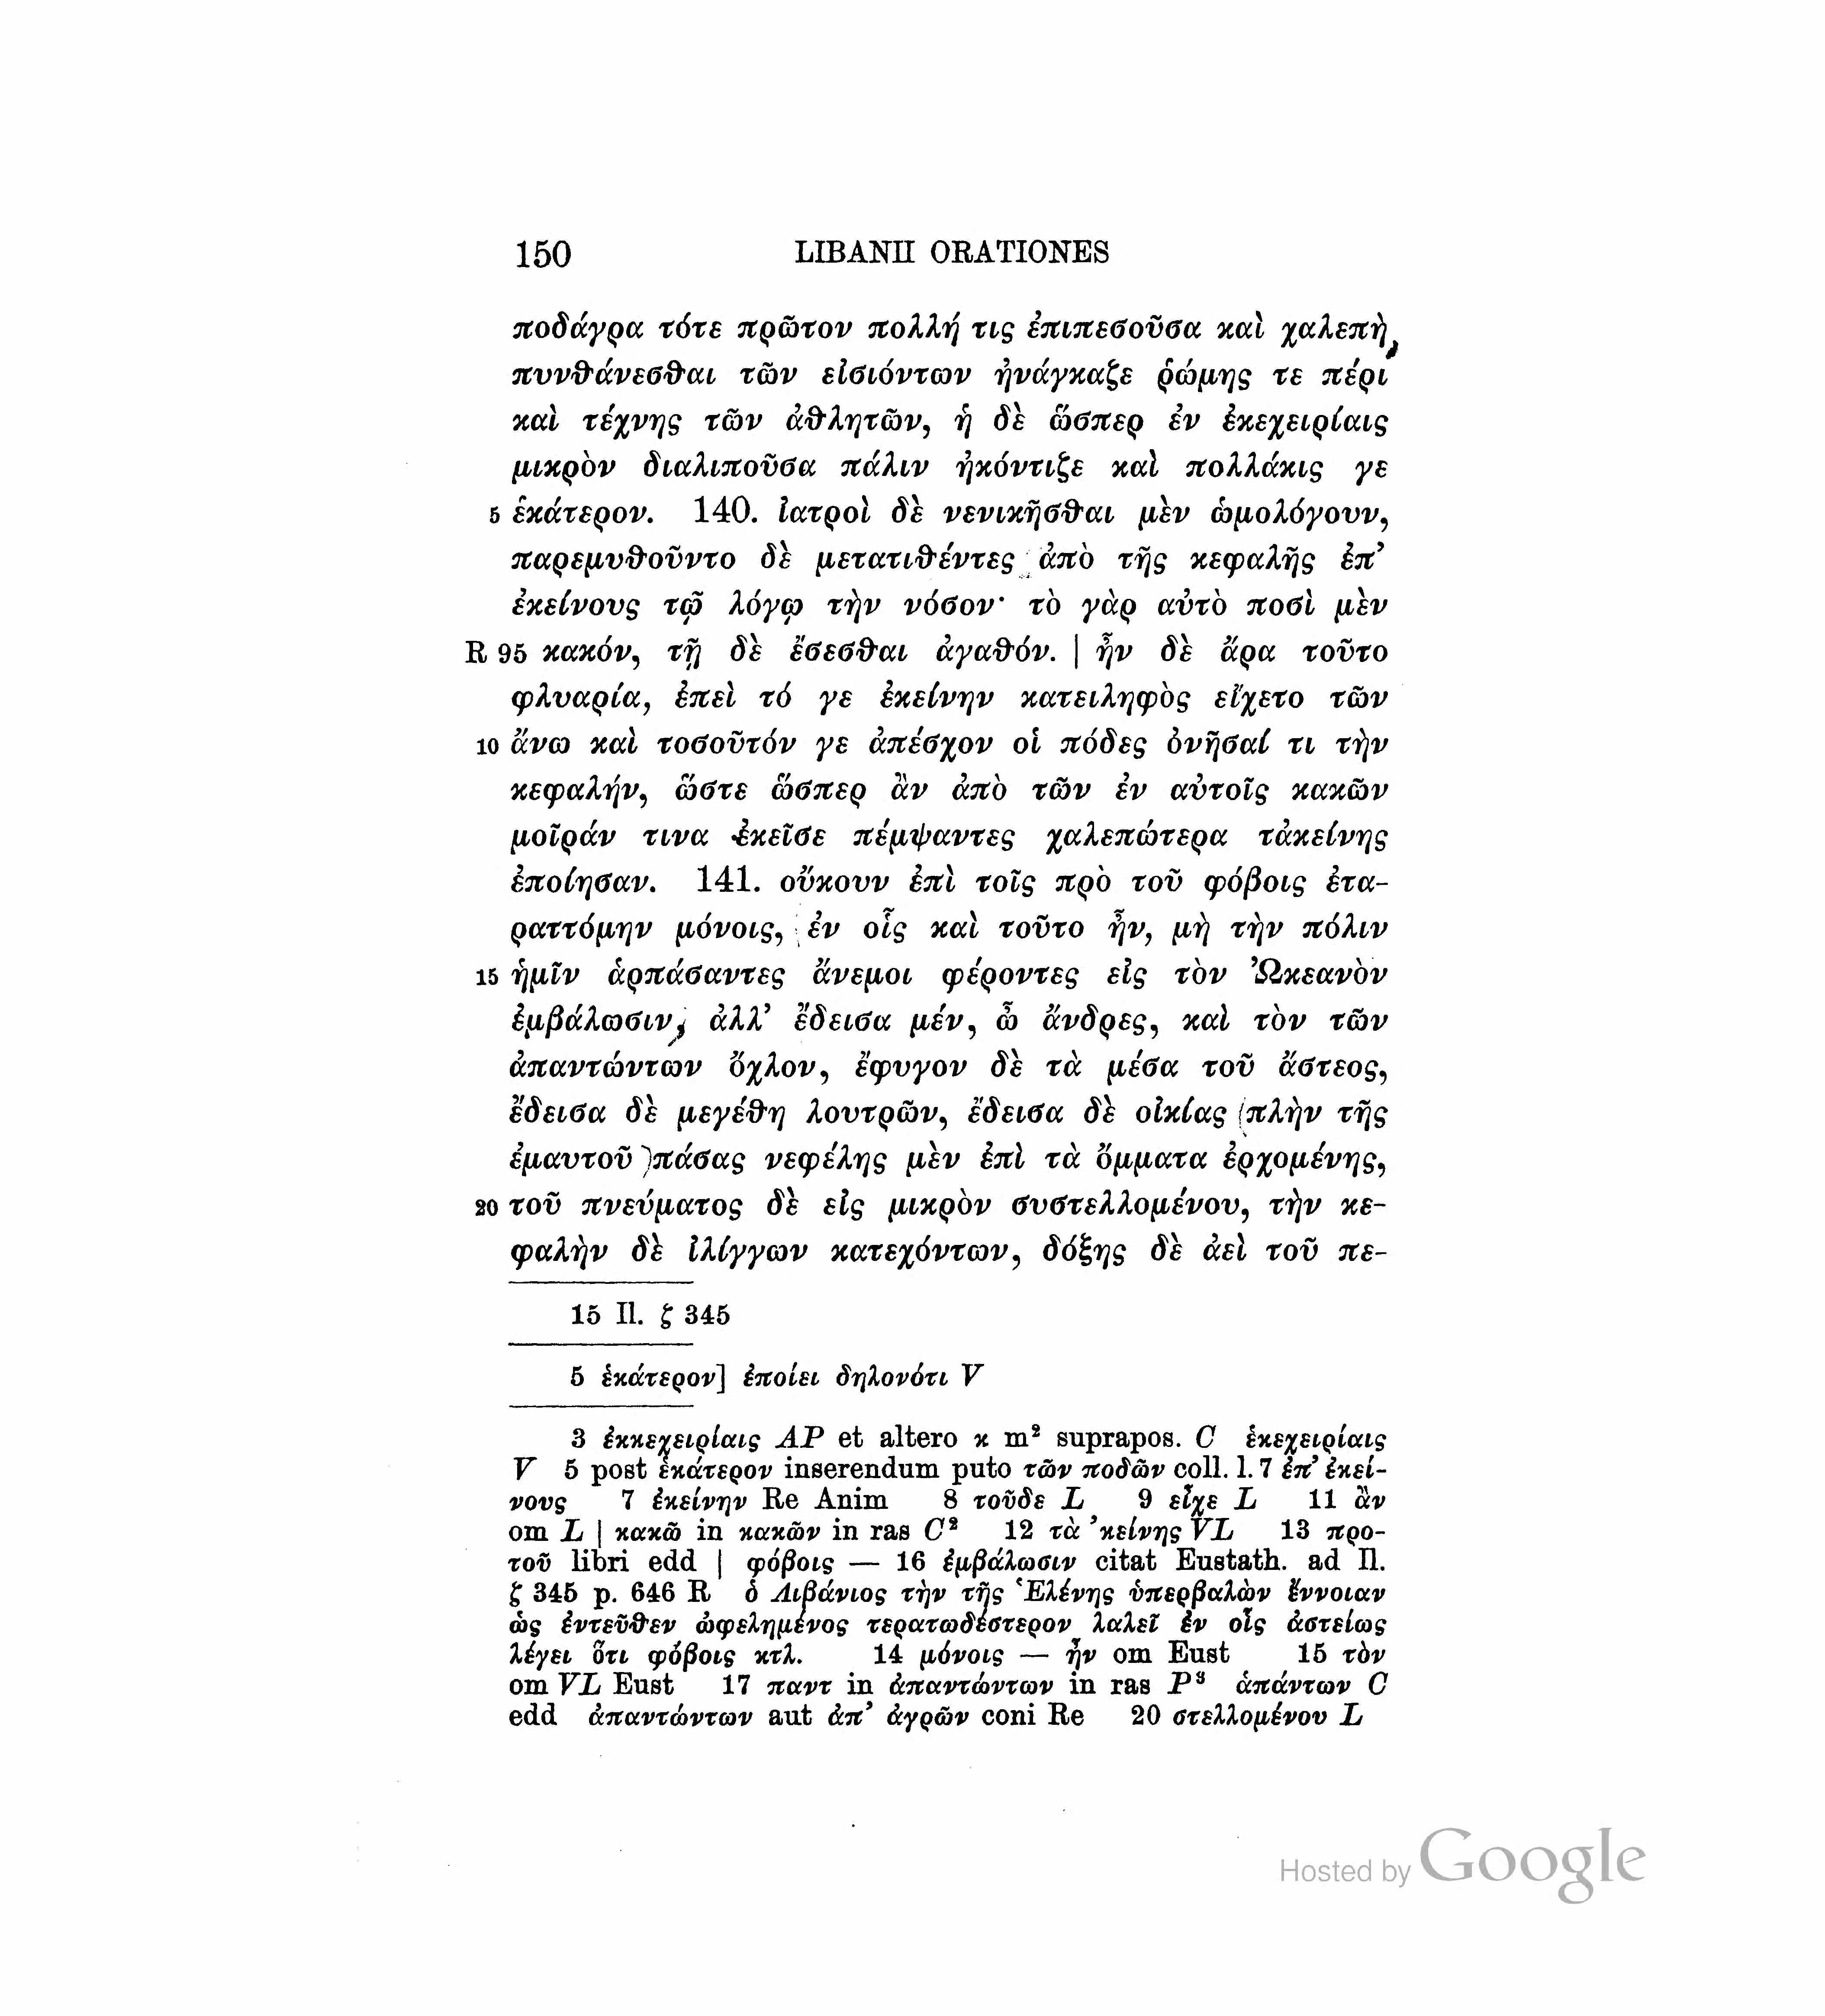 150 LIBANII ORATIONES
ποδάγρα τότε πρῶτον πολλή τις ἐπιπεσοῦσα καὶ χαλεπὴ,
πυνθάνεσθαι τῶν εἰσιόντων ἠνάγκαζε ῥώμης τε πέρι
καὶ τέχνης τῶν ἀθλητῶν, ἡ δὲ ὥσπερ ἐν ἐκεχειρίαις
μικρὸν διαλιποῦσα πάλιν ἠκόντιζε καὶ πολλάκις γε
5 ἑκάτερον. 140. ἰατροὶ δὲ νενικῆσθαι μὲν ὡμολόγουν,
παρεμυθοῦντο δὲ μετατιθέντες ἀπὸ τῆς κεφαλῆς ἐπ’
ἐκείνους τῷ λόγῳ τὴν νόσον· τὸ γὰρ αὐτὸ ποσὶ μὲν
R 95 κακόν, τῇ δὲ ἔσεσθαι ἀγαθόν. | ἦν δὲ ἄρα τοῦτο
φλυαρία, ἐπεὶ τό γε ἐκείνην κατειληφὸς εἴχετο τῶν
10 ἄνω καὶ τοσοῦτόν γε ἀπέσχον οἱ πόδες ὀνῆσαί τι τὴν
κεφαλήν, ὥστε ὥσπερ ἂν ἀπὸ τῶν ἐν αὐτοῖς κακῶν
μοῖράν τινα ἐκεῖσε πέμψαντες χαλεπώτερα τἀκείνης
ἐποίησαν. 141. οὔκουν ἐπὶ τοῖς πρὸ τοῦ φόβοις ἐτα-
ραττόμην μόνοις, ἐν οἷς καὶ τοῦτο ἦν, μὴ τὴν πόλιν
15 ἡμῖν ἁρπάσαντες ἄνεμοι φέροντες εἰς τὸν Ὠκεανὸν
ἐμβάλωσιν, ἀλλ’ ἔδεισα μέν, ὦ ἄνδρες, καὶ τὸν τῶν
ἀπαντώντων ὄχλον, ἔφυγον δὲ τὰ μέσα τοῦ ἄστεος,
ἔδεισα δὲ μεγέθη λουτρῶν, ἔδεισα δὲ οἰκίας (πλὴν τῆς
ἐμαυτοῦ )πάσας νεφέλης μὲν ἐπὶ τὰ ὄμματα ἐρχομένης,
20 τοῦ πνεύματος δὲ εἰς μικρὸν συστελλομένου, τὴν κε-
φαλὴν δὲ ἰλίγγων κατεχόντων, δόξης δὲ ἀεὶ τοῦ πε-
15 Il. ζ 345
5 ἑκάτερον] ἐποίει δηλονότι V
3 ἐκκεχειρίαις AP et altero κ m² suprapos. C ἑκεχειρίαις
V 5 post ἑκάτερον inserendum puto τῶν ποδῶν coll. l. 7 ἐπ’ ἐκεί-
νους 7 ἐκείνην Re Anim 8 τοῦδε L 9 εἶχε L 11 ἂν
om L | κακῶ in κακῶν in ras C² 12 τὰ ’κείνης VL 13 προ-
τοῦ libri edd | φόβοις — 16 ἐμβάλωσιν citat Eustath. ad Il.
ζ 345 p. 646 R ὁ Λιβάνιος τὴν τῆς Ἑλένης ὑπερβαλὼν ἔννοιαν
ὡς ἐντεῦθεν ὠφελημένος τερατωδέστερον λαλεῖ ἐν οἷς ἀστείως
λέγει ὅτι φόβοις κτλ. 14 μόνοις — ἦν om Eust 15 τὸν
om VL Eust 17 παντ in ἀπαντώντων in ras P³ ἁπάντων C
edd ἀπαντώντων aut ἀπ’ ἀγρῶν coni Re 20 στελλομένου L
Hosted by Google